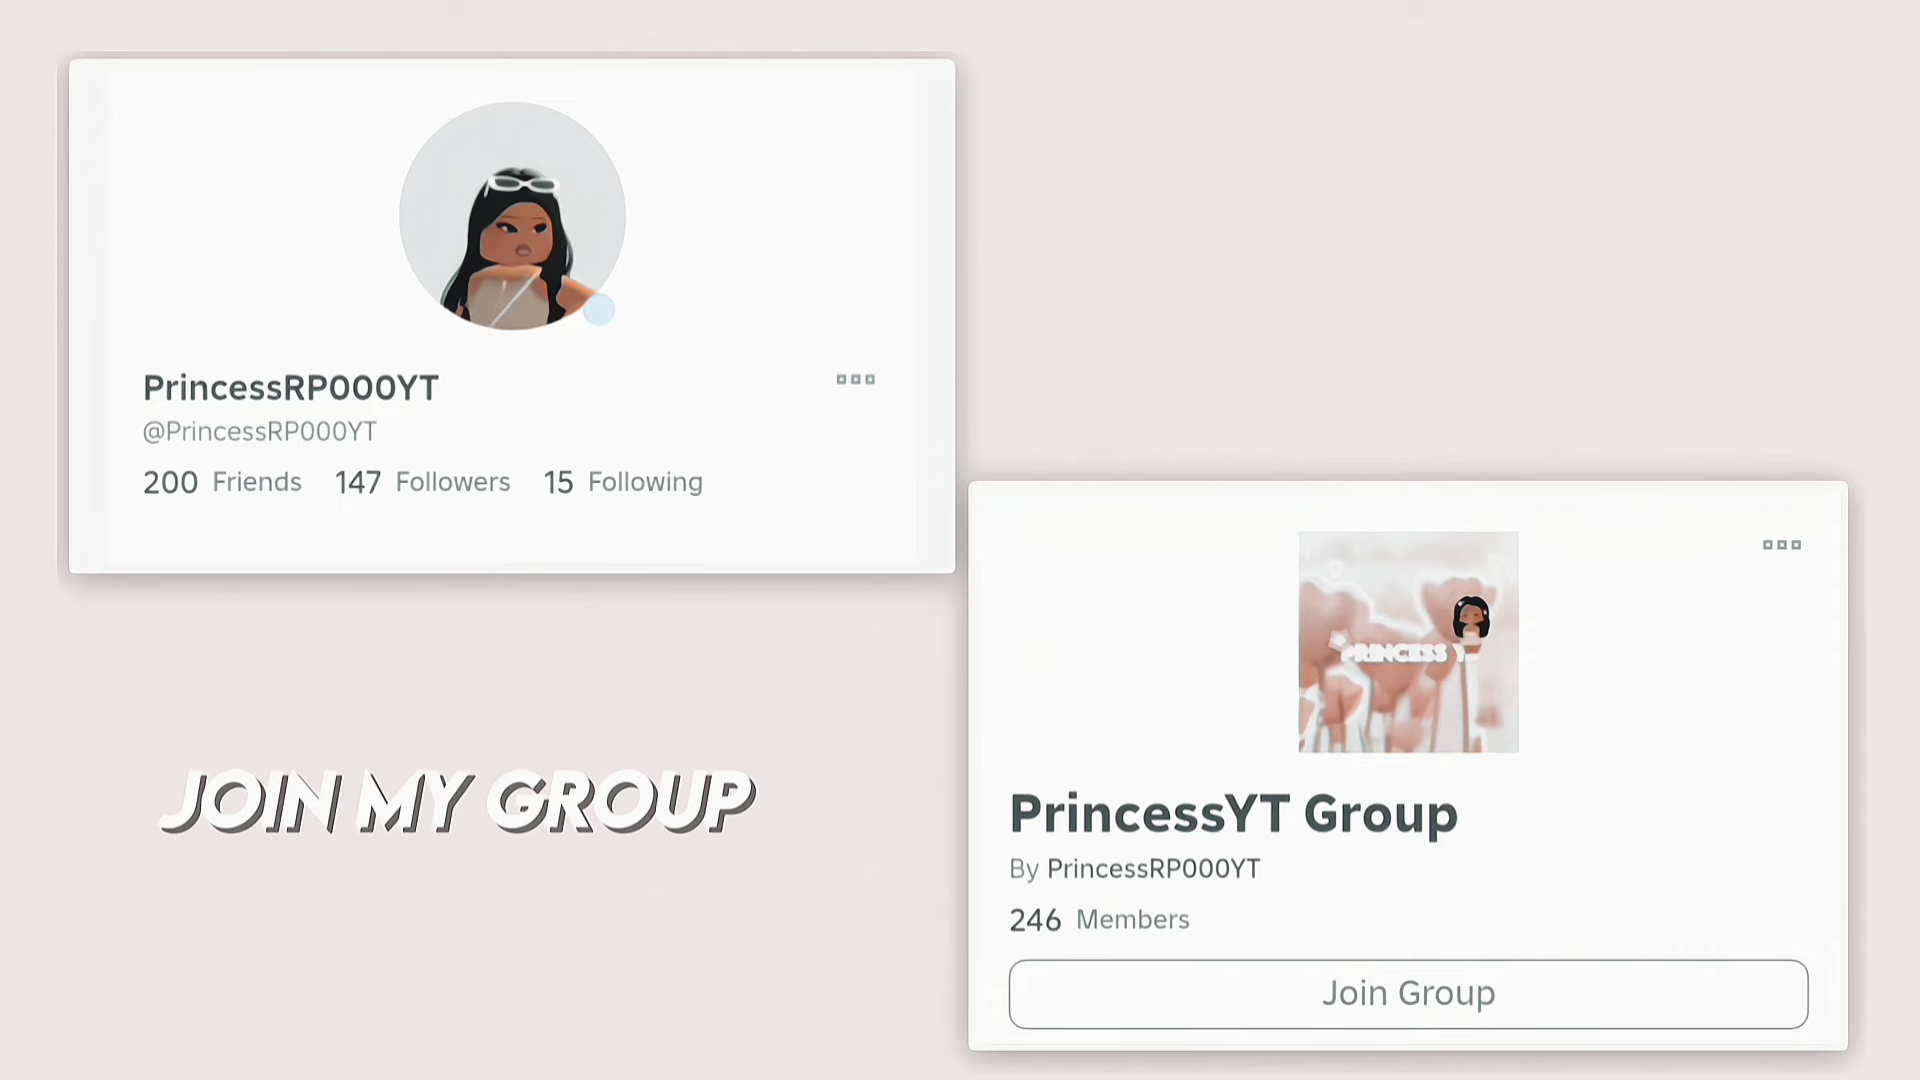 PrincessRP000YT
@PrincessRP000YT
200 Friends 147 Followers 15 Following
JOIN MY GROUP
PRINCESS
PrincessYT Group
By PrincessRP000YT
246 Members
Join Group